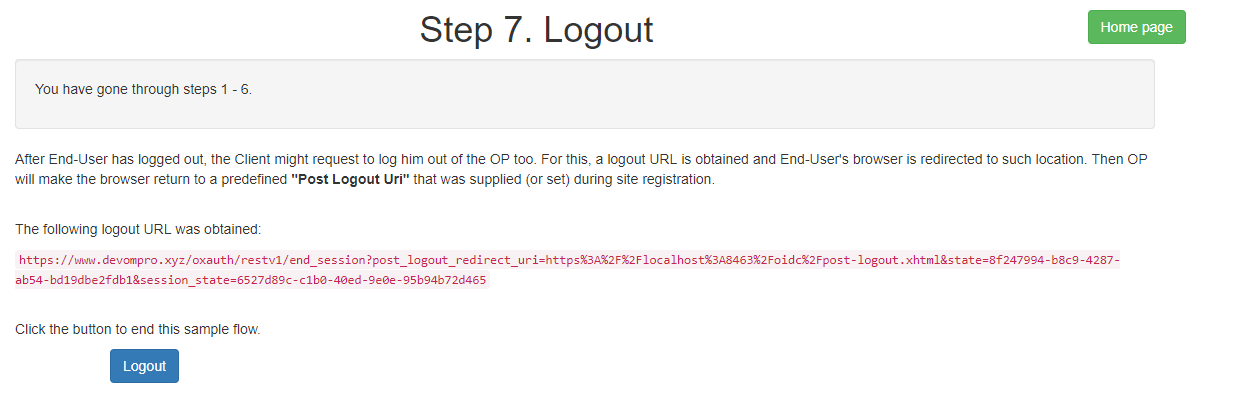 Step 7. Logout
Home page
You have gone through steps 1 - 6.
After End-User has logged out, the Client might request to log him out of the OP too. For this, a logout URL is obtained and End-User's browser is redirected to such location. Then OP
will make the browser return to a predefined "Post Logout Uri" that was supplied (or set) during site registration.
The following logout URL was obtained:
https://www.devompro.xyz/oxauth/restv1/end_session?post_logout_redirect_uri=https%3A%2F%2Flocalhost%3A8463%2Foidc%2Fpost-logout.xhtml&state=8f247994-b8c9-4287-
ab54-bd19dbe2fdb1&session_state=6527d89c-c1b0-40ed-9e0e-95b94b72d465
Click the button to end this sample flow.
Logout